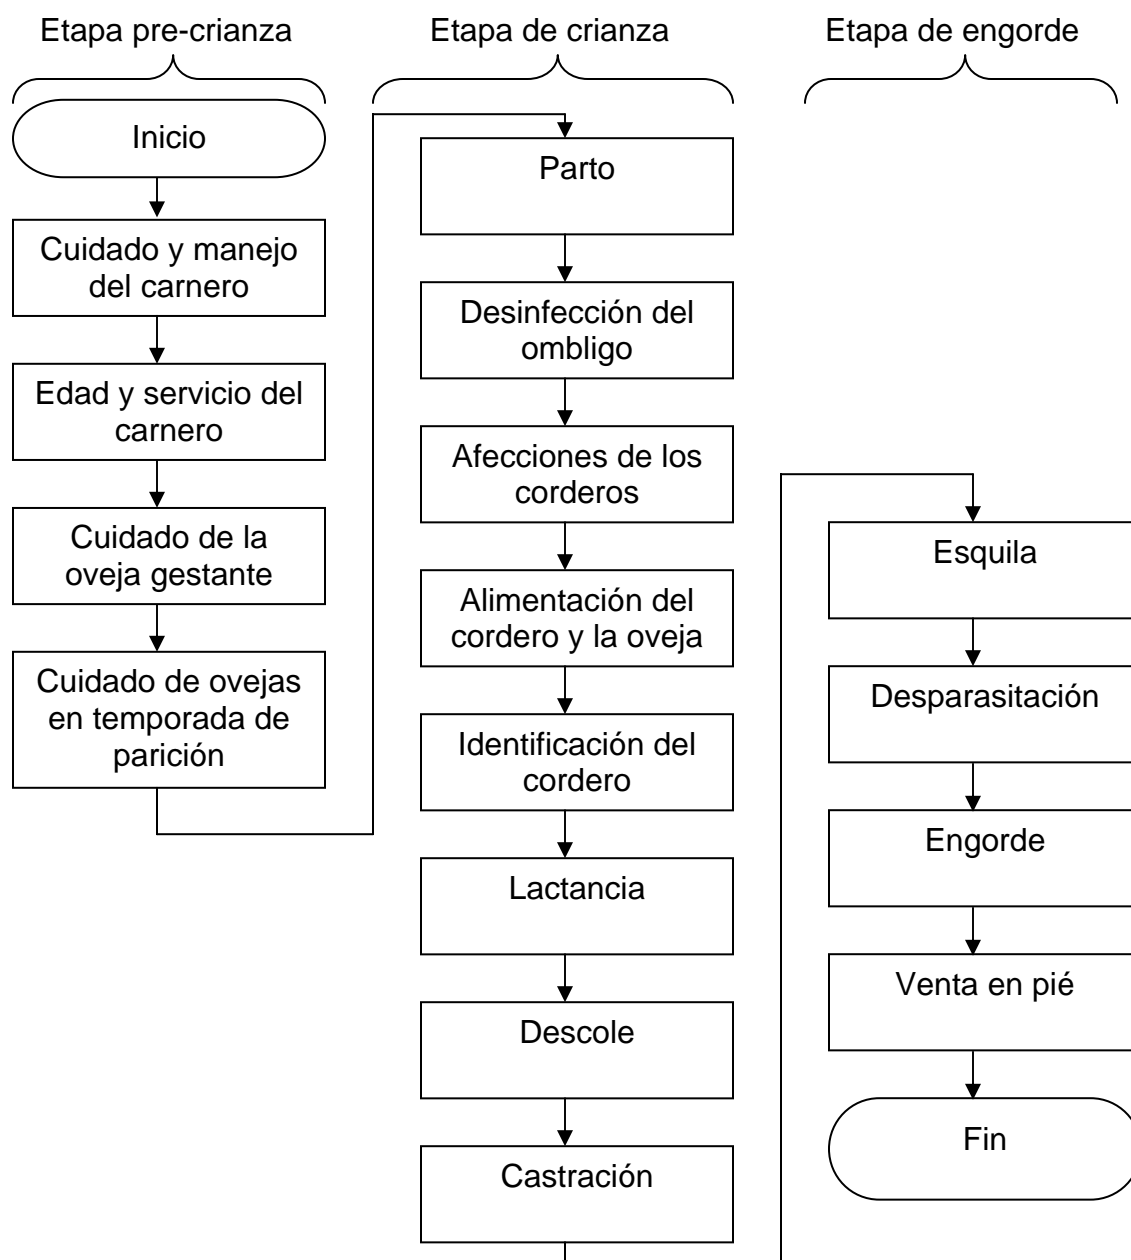 Etapa pre-crianza
Etapa de crianza
Etapa de engorde
Inicio
Cuidado y manejo
del carnero
Edad y servicio del
carnero
Cuidado de la
oveja gestante
Cuidado de ovejas
en temporada de
parición
Parto
Desinfección del
ombligo
Afecciones de los
corderos
Alimentación del
cordero y la oveja
Identificación del
cordero
Lactancia
Descole
Castración
Esquila
Desparasitación
Engorde
Venta en pié
Fin